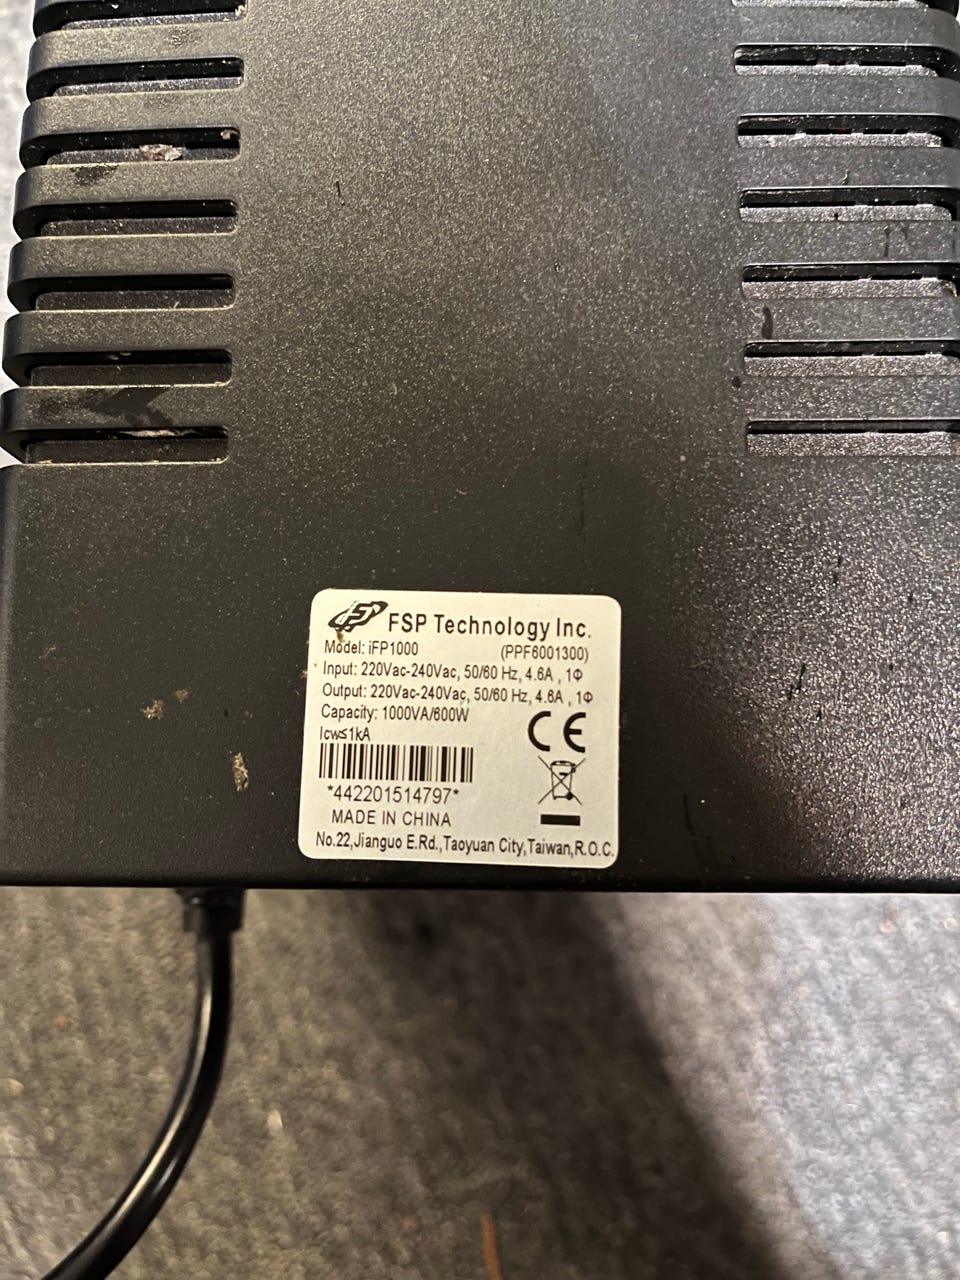 FSP Technology Inc.
Model: iFP1000 (PPF6001300)
Input: 220Vac-240Vac, 50/60 Hz, 4.6A , 1Φ
Output: 220Vac-240Vac, 50/60 Hz, 4.6A , 1Φ
Capacity: 1000VA/600W
Icw≤1kA
CE
*442201514797*
MADE IN CHINA
No.22,Jianguo E.Rd.,Taoyuan City,Taiwan,R.O.C.